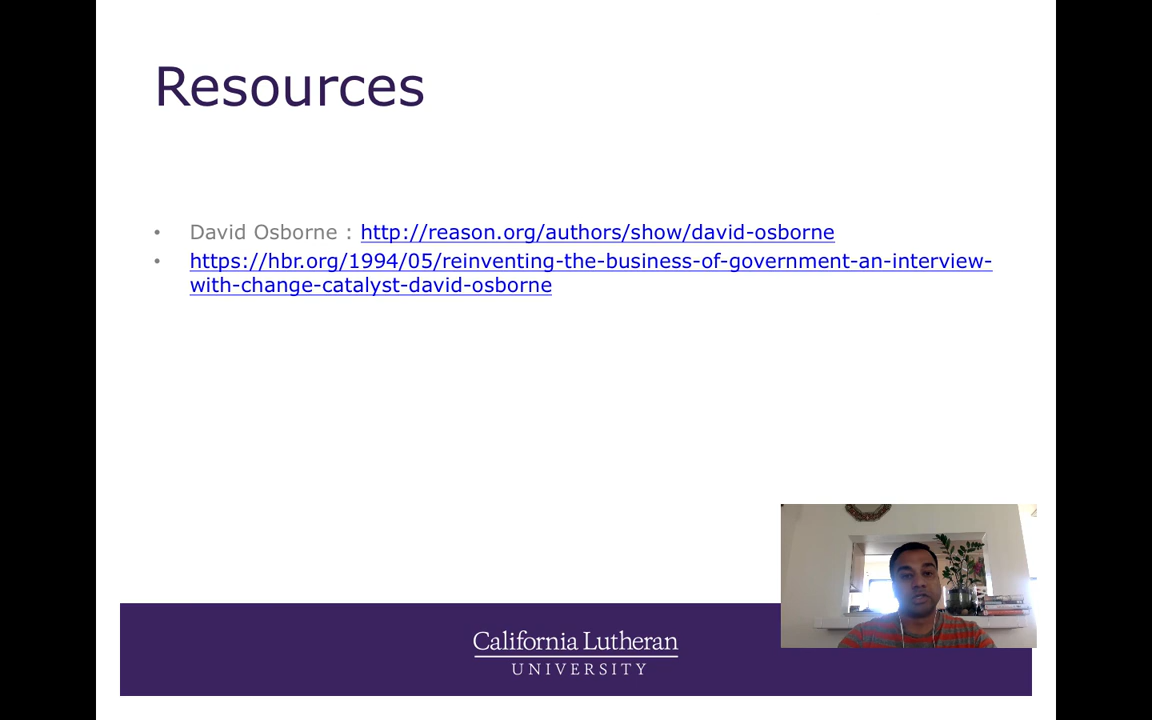 Resources
• David Osborne : http://reason.org/authors/show/david-osborne
• https://hbr.org/1994/05/reinventing-the-business-of-government-an-interview-
with-change-catalyst-david-osborne
California Lutheran
UNIVERSITY